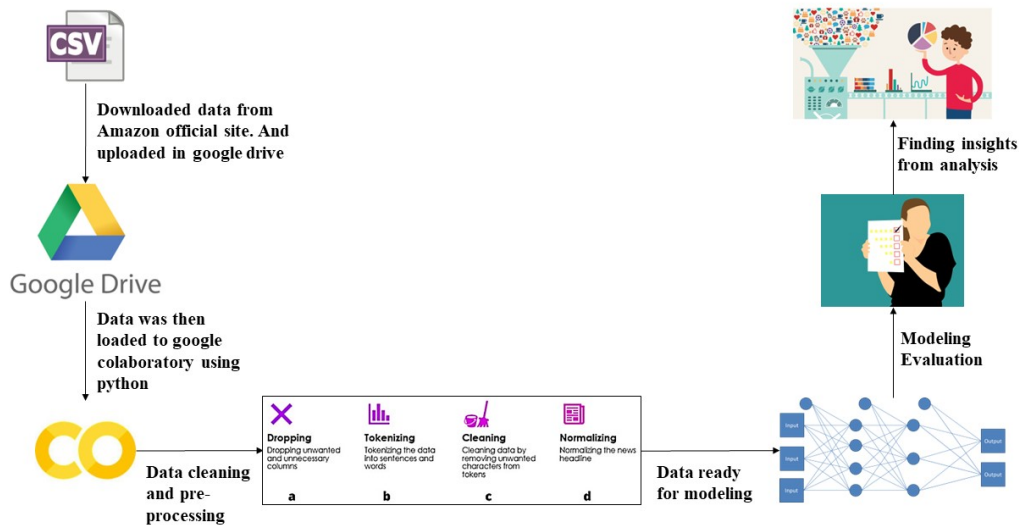 CSV
Downloaded data from
Amazon official site. And
uploaded in google drive
Google Drive
Data was then
loaded to google
colaboratory using
python
Data cleaning
and pre-
processing
Dropping
Dropping unwanted
and unnecessary
columns
a
Tokenizing
Tokenizing the data
into sentences and
words
b
Cleaning
Cleaning data by
removing unwanted
characters from
tokens
c
Normalizing
Normalizing the news
headline
d
Data ready
for modeling
Input
Input
Input
Output
Output
Modeling
Evaluation
Finding insights
from analysis